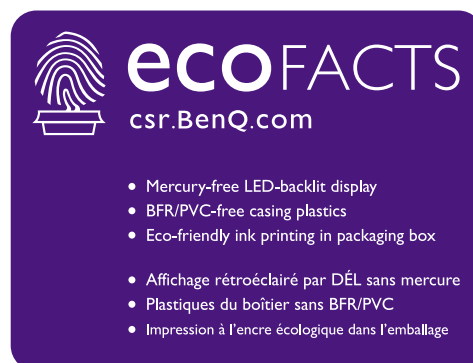 ecoFACTS
csr.BenQ.com
• Mercury-free LED-backlit display
• BFR/PVC-free casing plastics
• Eco-friendly ink printing in packaging box
• Affichage rétroéclairé par DÉL sans mercure
• Plastiques du boîtier sans BFR/PVC
• Impression à l'encre écologique dans l'emballage